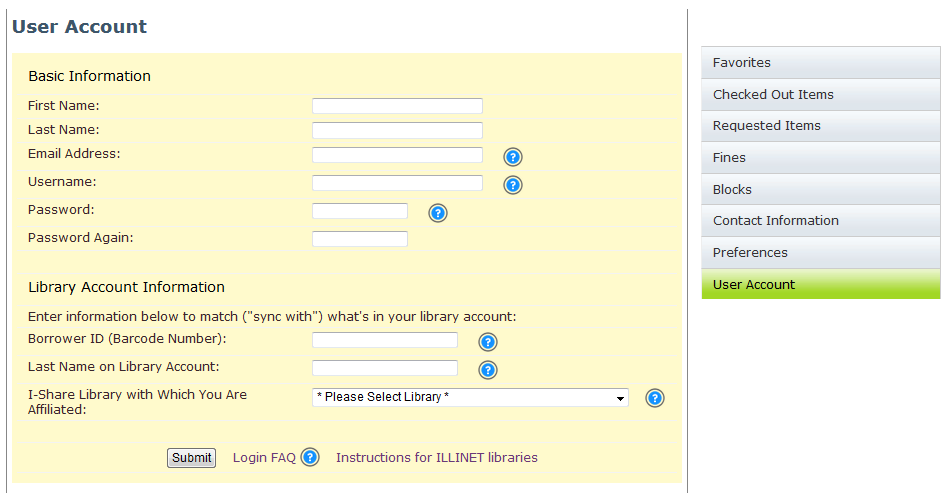 User Account
Basic Information
First Name:
Last Name:
Email Address:
?
Username:
?
Password:
?
Password Again:
Library Account Information
Enter information below to match ("sync with") what's in your library account:
Borrower ID (Barcode Number):
?
Last Name on Library Account:
?
I-Share Library with Which You Are
Affiliated:
* Please Select Library *
?
Submit
Login FAQ ?
Instructions for ILLINET libraries
Favorites
Checked Out Items
Requested Items
Fines
Blocks
Contact Information
Preferences
User Account